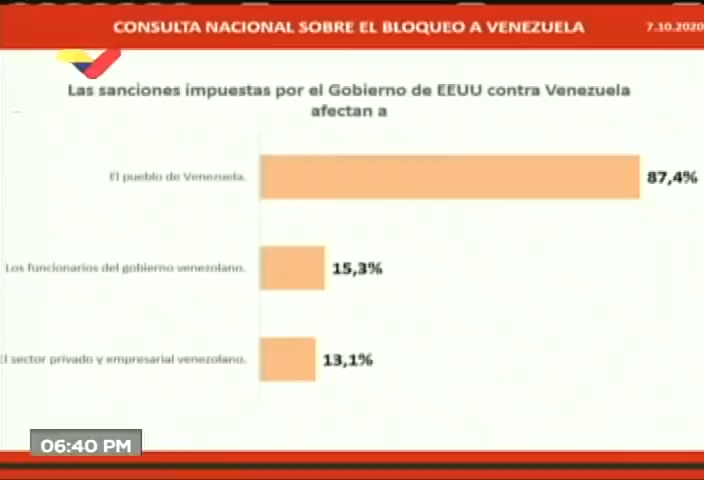 CONSULTA NACIONAL SOBRE EL BLOQUEO A VENEZUELA
7.10.2020
Las sanciones impuestas por el Gobierno de EEUU contra Venezuela
afectan a
El pueblo de Venezuela.
87,4%
Los funcionarios del gobierno venezolano.
15,3%
El sector privado y empresarial venezolano.
13,1%
06:40 PM